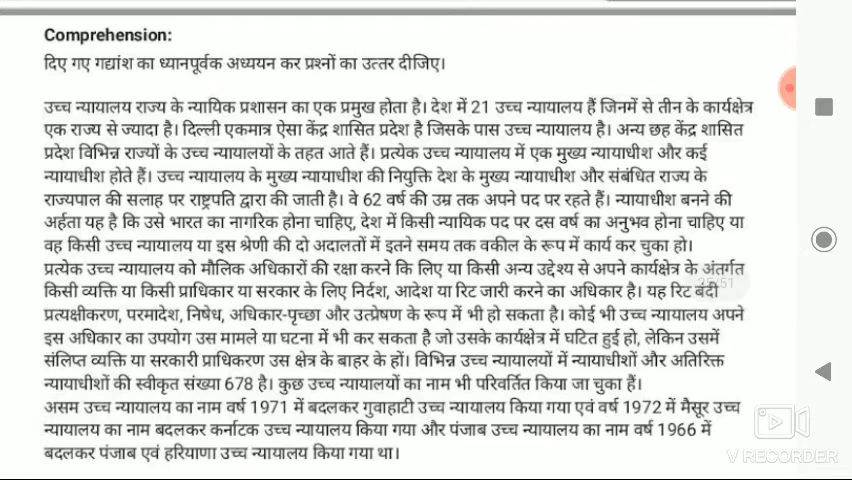 Comprehension:
दिए गए गद्यांश का ध्यानपूर्वक अध्ययन कर प्रश्नों का उत्तर दीजिए।
उच्च न्यायालय राज्य के न्यायिक प्रशासन का एक प्रमुख होता है। देश में 21 उच्च न्यायालय हैं जिनमें से तीन के कार्यक्षेत्र
एक राज्य से ज्यादा है। दिल्ली एकमात्र ऐसा केंद्र शासित प्रदेश है जिसके पास उच्च न्यायालय है। अन्य छह केंद्र शासित
प्रदेश विभिन्न राज्यों के उच्च न्यायालयों के तहत आते हैं। प्रत्येक उच्च न्यायालय में एक मुख्य न्यायाधीश और कई
न्यायाधीश होते हैं। उच्च न्यायालय के मुख्य न्यायाधीश की नियुक्ति देश के मुख्य न्यायाधीश और संबंधित राज्य के
राज्यपाल की सलाह पर राष्ट्रपति द्वारा की जाती है। वे 62 वर्ष की उम्र तक अपने पद पर रहते हैं। न्यायाधीश बनने की
अर्हता यह है कि उसे भारत का नागरिक होना चाहिए, देश में किसी न्यायिक पद पर दस वर्ष का अनुभव होना चाहिए या
वह किसी उच्च न्यायालय या इस श्रेणी की दो अदालतों में इतने समय तक वकील के रूप में कार्य कर चुका हो।
प्रत्येक उच्च न्यायालय को मौलिक अधिकारों की रक्षा करने कि लिए या किसी अन्य उद्देश्य से अपने कार्यक्षेत्र के अंतर्गत
किसी व्यक्ति या किसी प्राधिकार या सरकार के लिए निर्दश, आदेश या रिट जारी करने का अधिकार है। यह रिट बंदी
प्रत्यक्षीकरण, परमादेश, निषेध, अधिकार-पृच्छा और उत्प्रेषण के रूप में भी हो सकता है। कोई भी उच्च न्यायालय अपने
इस अधिकार का उपयोग उस मामले या घटना में भी कर सकता है जो उसके कार्यक्षेत्र में घटित हुई हो, लेकिन उसमें
संलिप्त व्यक्ति या सरकारी प्राधिकरण उस क्षेत्र के बाहर के हों। विभिन्न उच्च न्यायालयों में न्यायाधीशों और अतिरिक्त
न्यायाधीशों की स्वीकृत संख्या 678 है। कुछ उच्च न्यायालयों का नाम भी परिवर्तित किया जा चुका हैं।
असम उच्च न्यायालय का नाम वर्ष 1971 में बदलकर गुवाहाटी उच्च न्यायालय किया गया एवं वर्ष 1972 में मैसूर उच्च
न्यायालय का नाम बदलकर कर्नाटक उच्च न्यायालय किया गया और पंजाब उच्च न्यायालय का नाम वर्ष 1966 में
बदलकर पंजाब एवं हरियाणा उच्च न्यायालय किया गया था।
V RECORDER